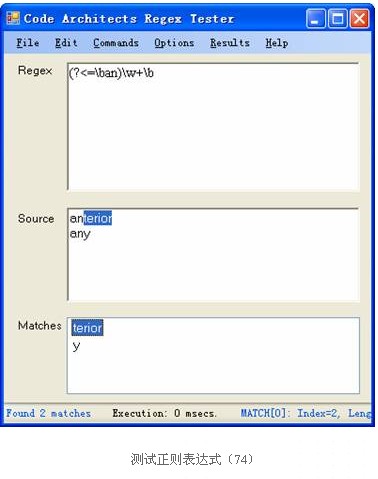 Code Architects Regex Tester
File Edit Commands Options Results Help
Regex
(?<=\ban)\w+\b
Source
anterior
any
Matches
terior
y
Found 2 matches Execution: 0 msecs. MATCH[0]: Index=2, Leng
测试正则表达式（74）